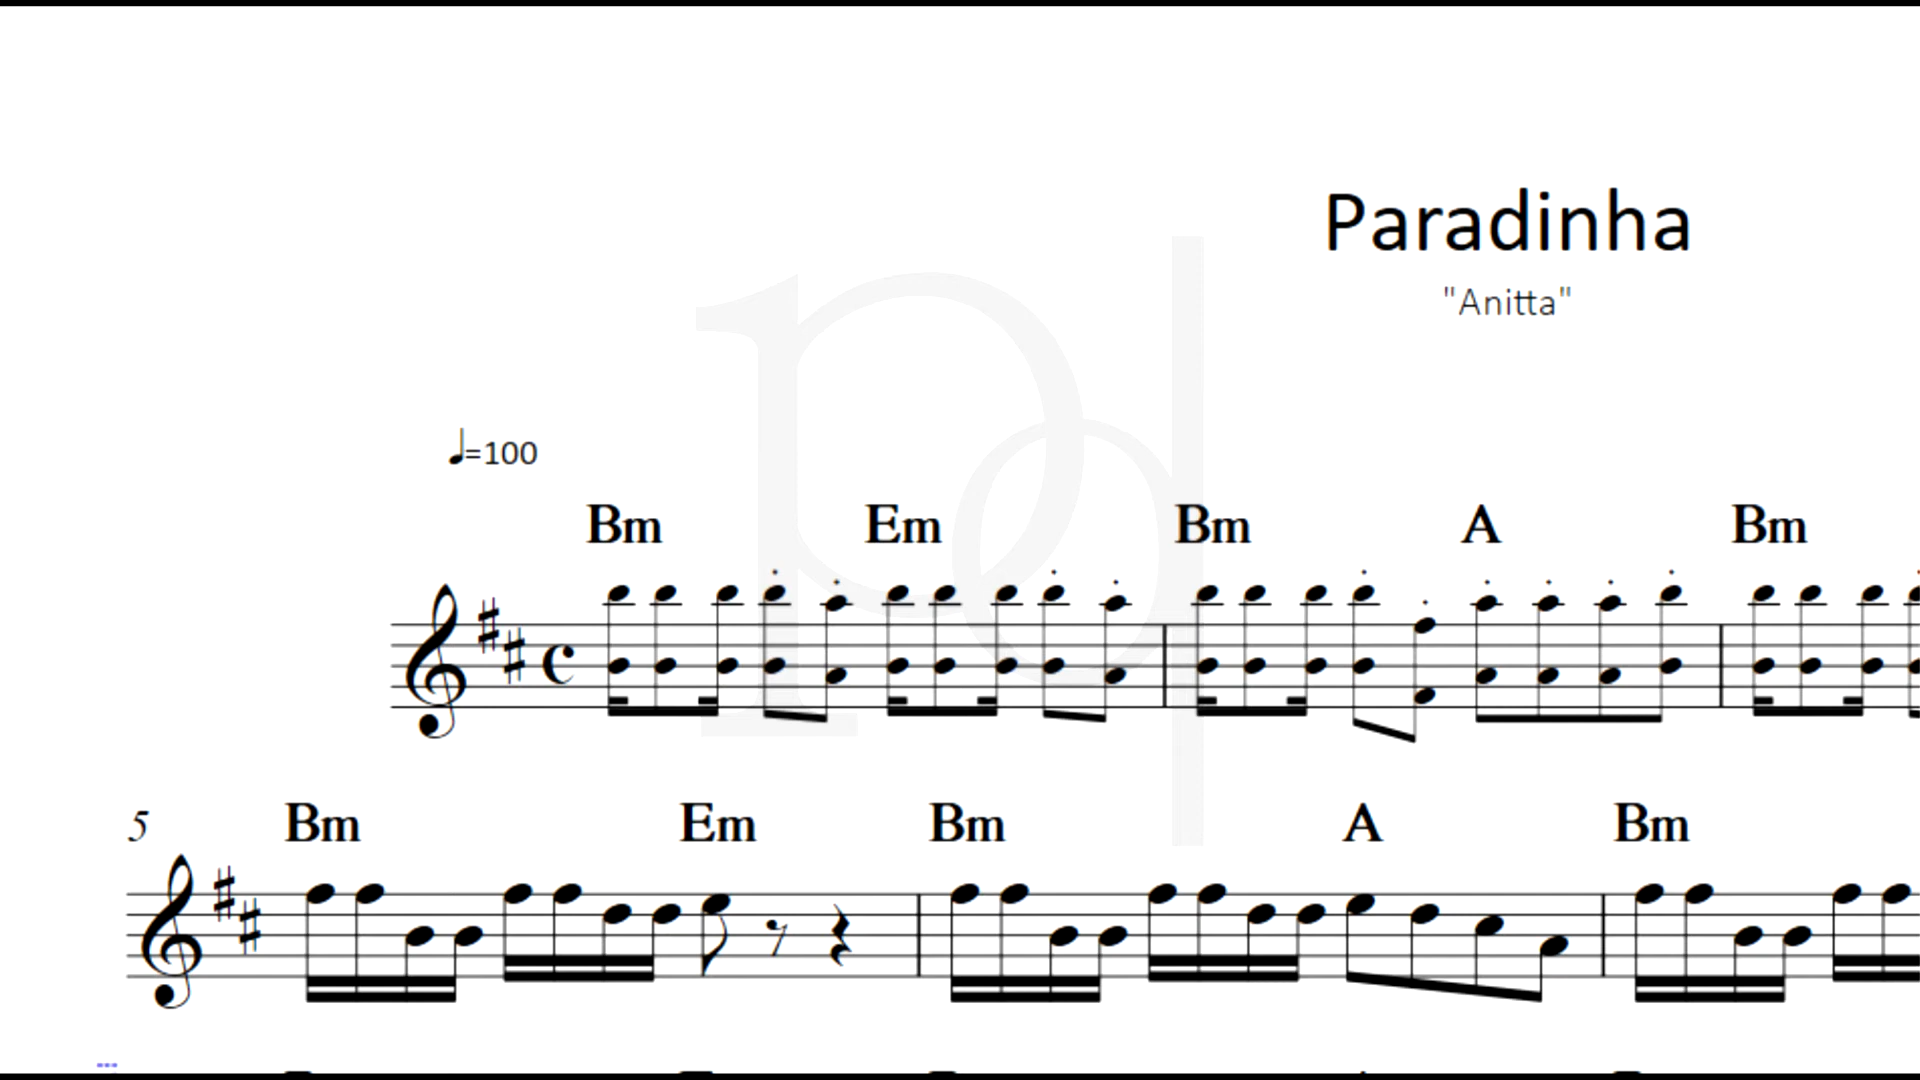 Paradinha
"Anitta"
♩=100
Bm Em Bm A Bm
5 Bm Em Bm A Bm